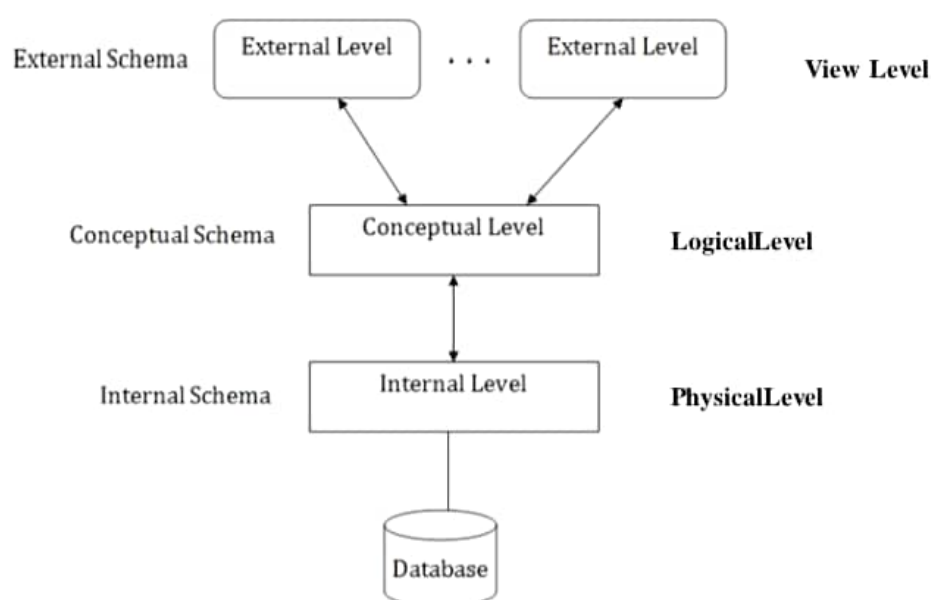 External Schema
External Level
. . .
External Level
View Level
Conceptual Schema
Conceptual Level
LogicalLevel
Internal Schema
Internal Level
PhysicalLevel
Database